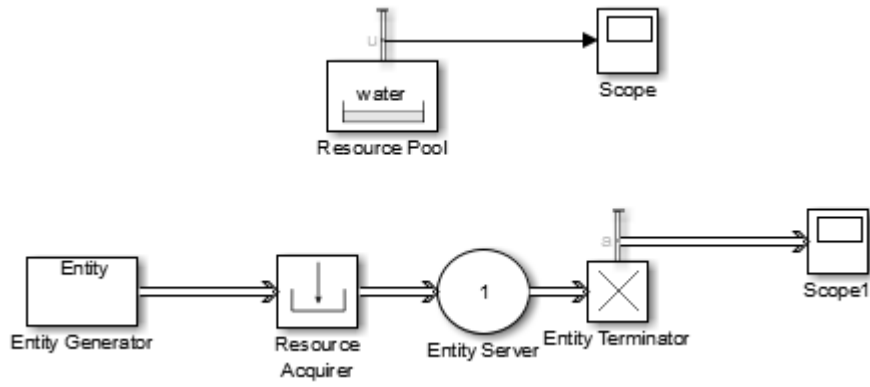 u
water
Scope
Resource Pool
a
Entity
1
Scope1
Entity Generator
Resource
Acquirer
Entity Server
Entity Terminator